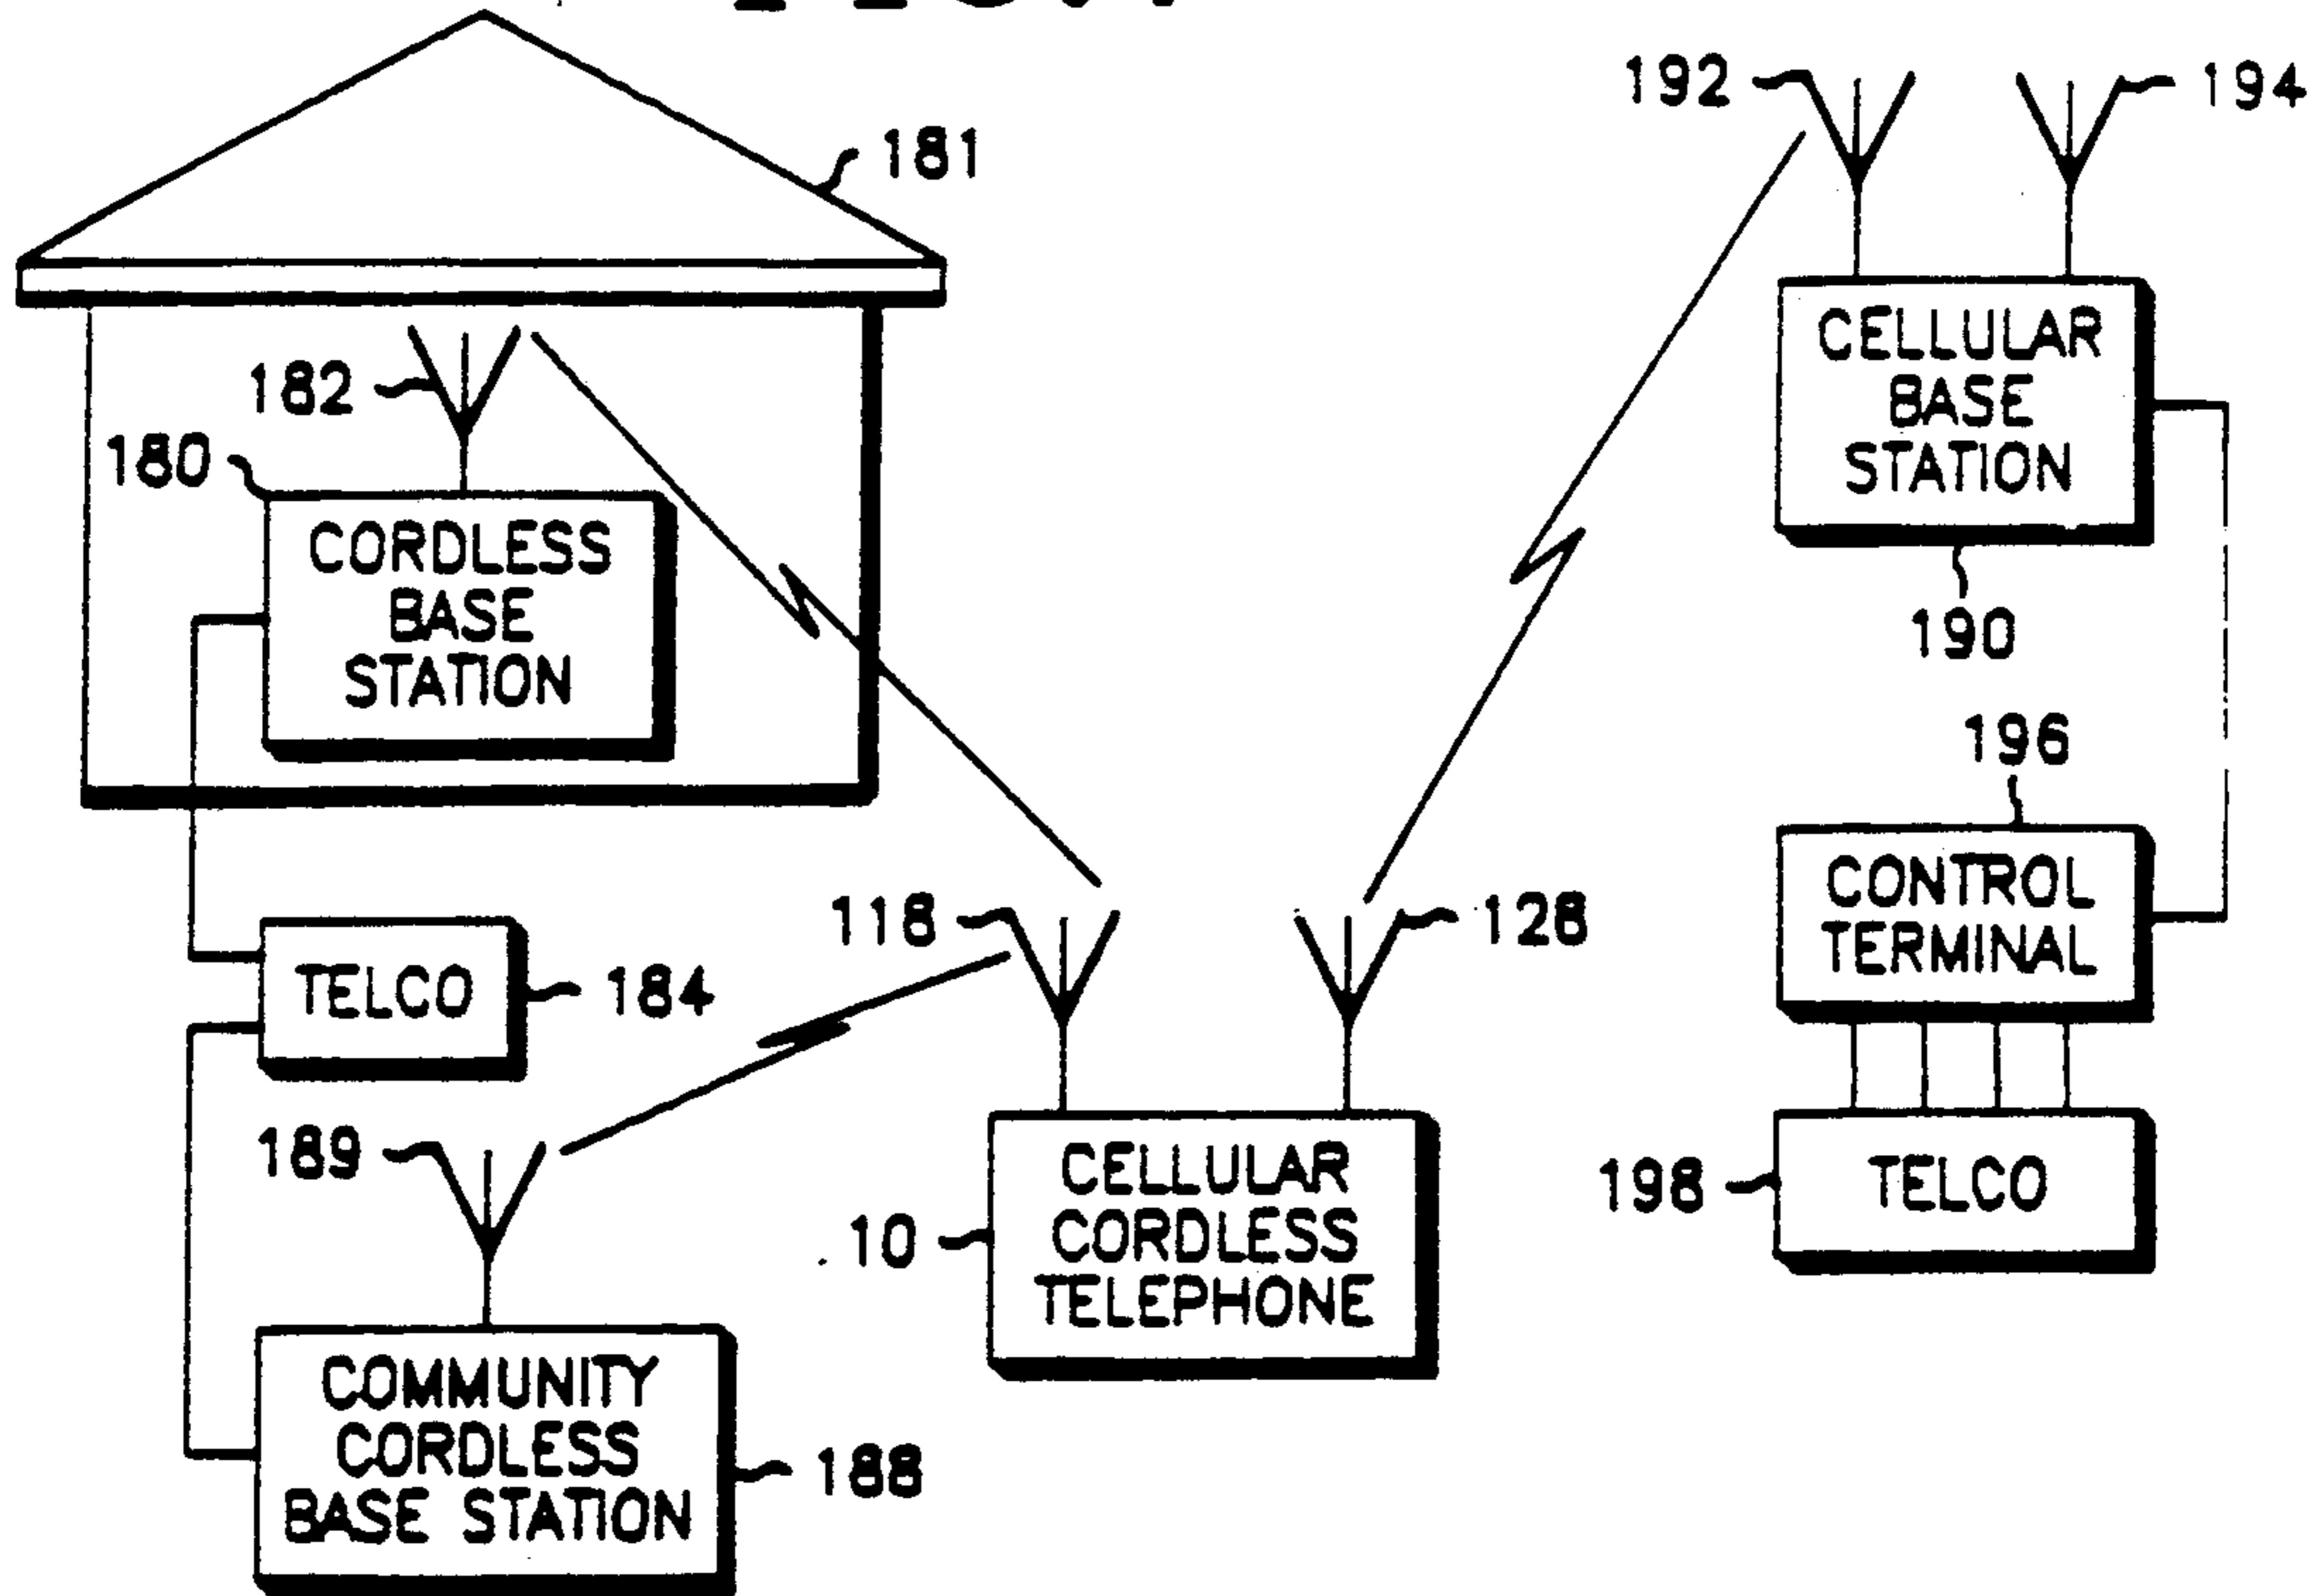 181
192
194
182
180
CORDLESS
BASE
STATION
CELLULAR
BASE
STATION
190
196
CONTROL
TERMINAL
118
128
TELCO
184
189
10
CELLULAR
CORDLESS
TELEPHONE
198
TELCO
COMMUNITY
CORDLESS
BASE STATION
188